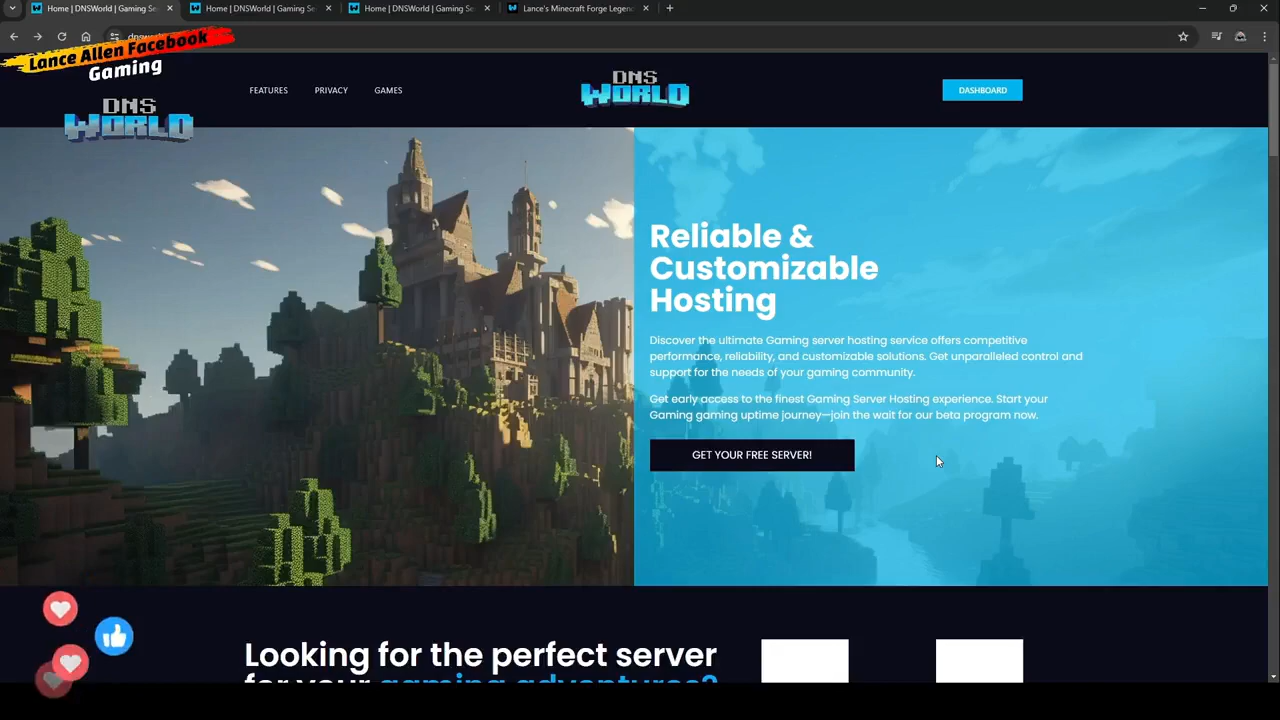 Home | DNSWorld | Gaming Se
Home | DNSWorld | Gaming Se
Home | DNSWorld | Gaming Se
Lance's Minecraft Forge Legen
Lance Allen Facebook
Gaming
DNS
WORLD
FEATURES
PRIVACY
GAMES
DNS
WORLD
DASHBOARD
Reliable &
Customizable
Hosting
Discover the ultimate Gaming server hosting service offers competitive
performance, reliability, and customizable solutions. Get unparalleled control and
support for the needs of your gaming community.
Get early access to the finest Gaming Server Hosting experience. Start your
Gaming gaming uptime journey—join the wait for our beta program now.
GET YOUR FREE SERVER!
Looking for the perfect server
for your gaming adventures?